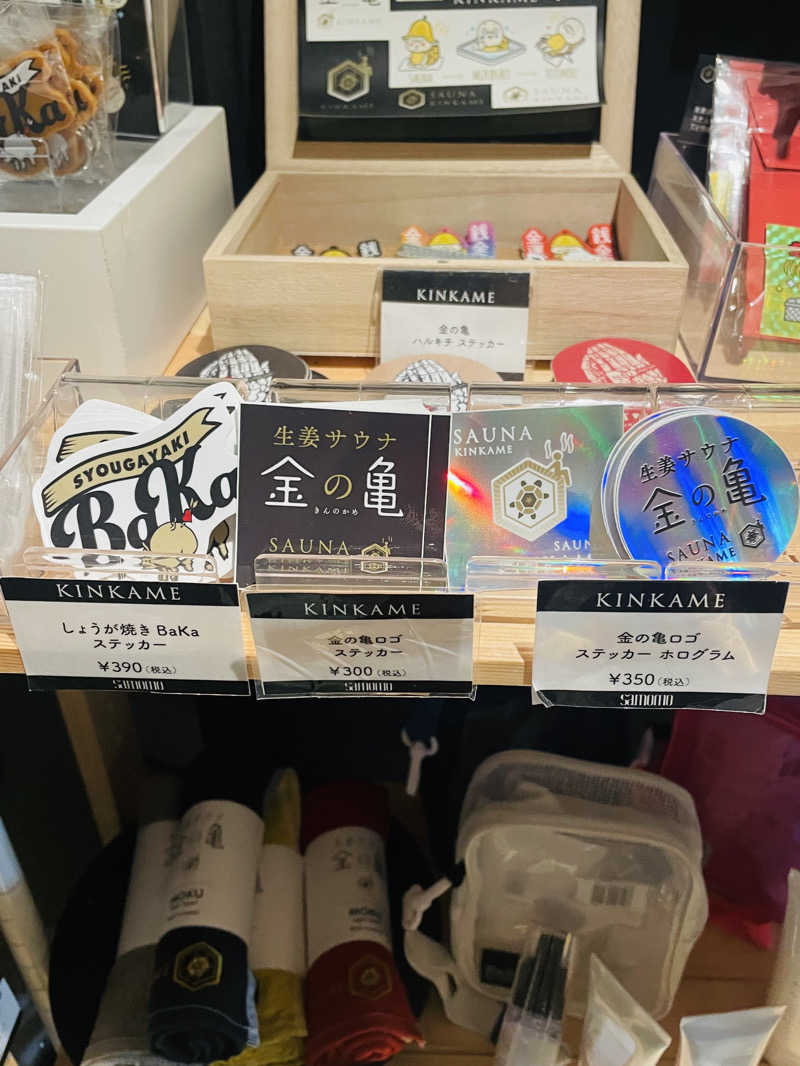 KINKAME
SAUNA
KINKAME
KINKAME
金の亀
ハルキチ ステッカー
SYOUGAYAKI
BaKa
生姜サウナ
金の亀
きんのかめ
SAUNA
SAUNA
KINKAME
生姜サウナ
金の亀
SAUNA
KINKAME
KINKAME
しょうが焼き BaKa
ステッカー
¥390(税込)
samomo
KINKAME
金の亀ロゴ
ステッカー
¥300(税込)
samomo
KINKAME
金の亀ロゴ
ステッカー ホログラム
¥350(税込)
samomo
MOKU